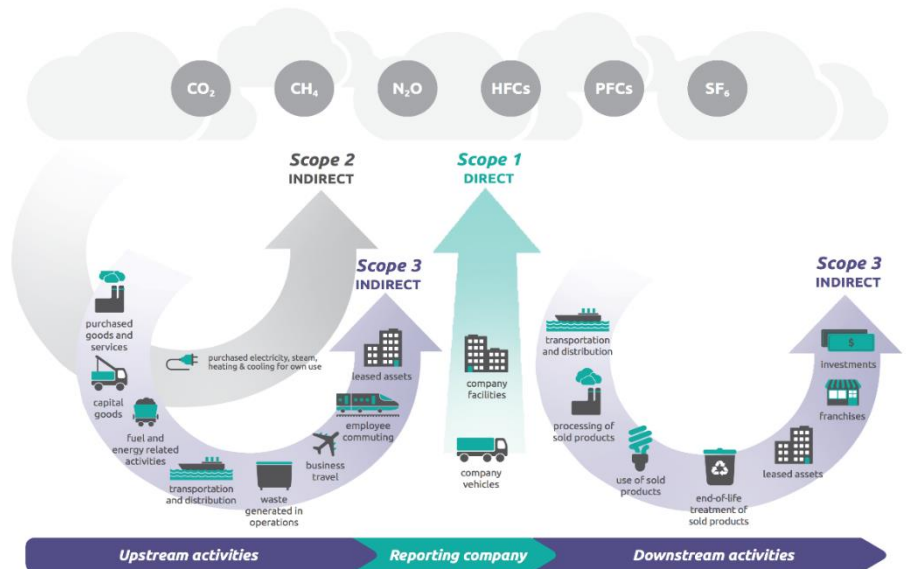 CO₂
CH₄
N₂O
HFCs
PFCs
SF₆
Scope 2
INDIRECT
Scope 1
DIRECT
Scope 3
INDIRECT
Scope 3
INDIRECT
purchased
goods and
services
capital
goods
fuel and
energy related
activities
transportation
and distribution
waste
generated in
operations
business
travel
employee
commuting
leased assets
purchased electricity, steam,
heating & cooling for own use
company
facilities
company
vehicles
transportation
and distribution
processing of
sold products
use of sold
products
end-of-life
treatment of
sold products
leased assets
franchises
$
investments
Upstream activities
Reporting company
Downstream activities